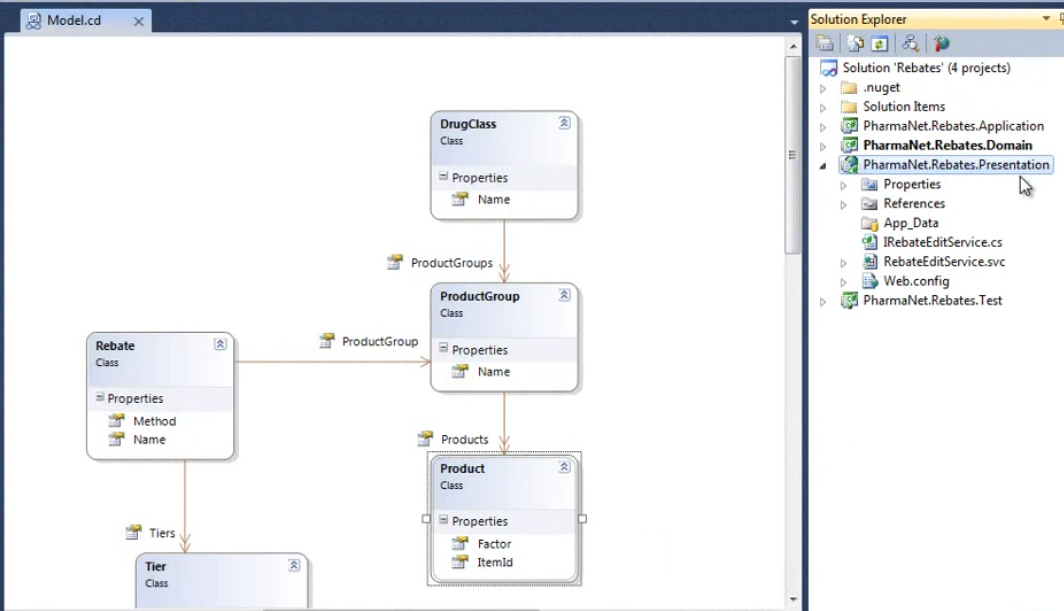 Model.cd
DrugClass
Class
Properties
Name
ProductGroups
ProductGroup
Class
Properties
Name
Rebate
Class
Properties
Method
Name
ProductGroup
Products
Product
Class
Properties
Factor
ItemId
Tiers
Tier
Class
Solution Explorer
Solution 'Rebates' (4 projects)
.nuget
Solution Items
PharmaNet.Rebates.Application
PharmaNet.Rebates.Domain
PharmaNet.Rebates.Presentation
Properties
References
App_Data
IRebateEditService.cs
RebateEditService.svc
Web.config
PharmaNet.Rebates.Test